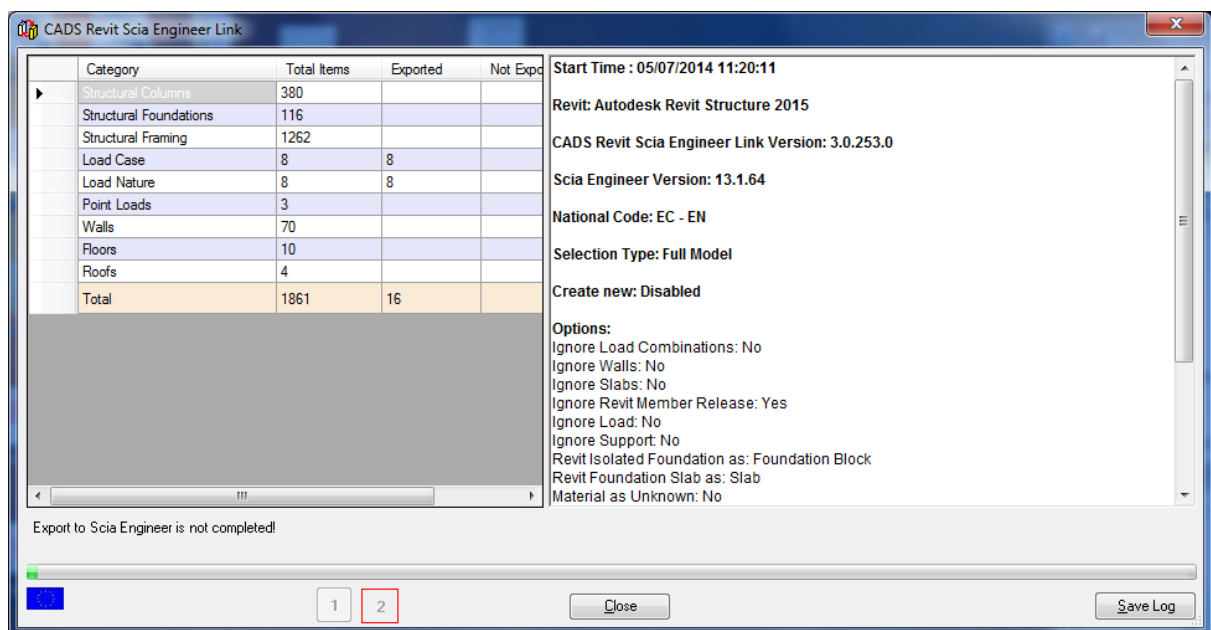 CADS Revit Scia Engineer Link
Category Total Items Exported Not Expo
Structural Columns 380
Structural Foundations 116
Structural Framing 1262
Load Case 8 8
Load Nature 8 8
Point Loads 3
Walls 70
Floors 10
Roofs 4
Total 1861 16
Start Time : 05/07/2014 11:20:11
Revit: Autodesk Revit Structure 2015
CADS Revit Scia Engineer Link Version: 3.0.253.0
Scia Engineer Version: 13.1.64
National Code: EC - EN
Selection Type: Full Model
Create new: Disabled
Options:
Ignore Load Combinations: No
Ignore Walls: No
Ignore Slabs: No
Ignore Revit Member Release: Yes
Ignore Load: No
Ignore Support: No
Revit Isolated Foundation as: Foundation Block
Revit Foundation Slab as: Slab
Material as Unknown: No
Export to Scia Engineer is not completed!
1 2 Close Save Log